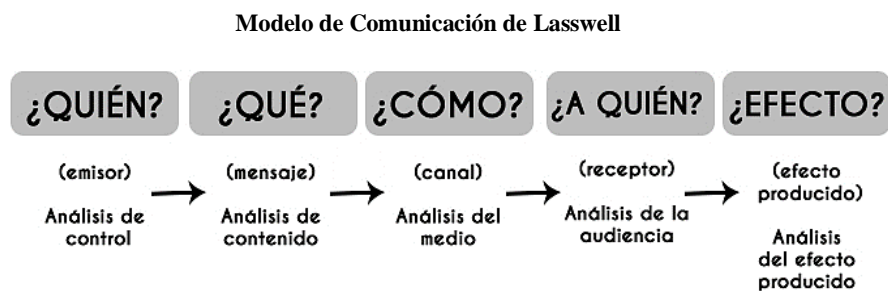 Modelo de Comunicación de Lasswell
¿QUIÉN?
(emisor)
Análisis de
control
¿QUÉ?
(mensaje)
Análisis de
contenido
¿CÓMO?
(canal)
Análisis del
medio
¿A QUIÉN?
(receptor)
Análisis de la
audiencia
¿EFECTO?
(efecto
producido)
Análisis
del efecto
producido